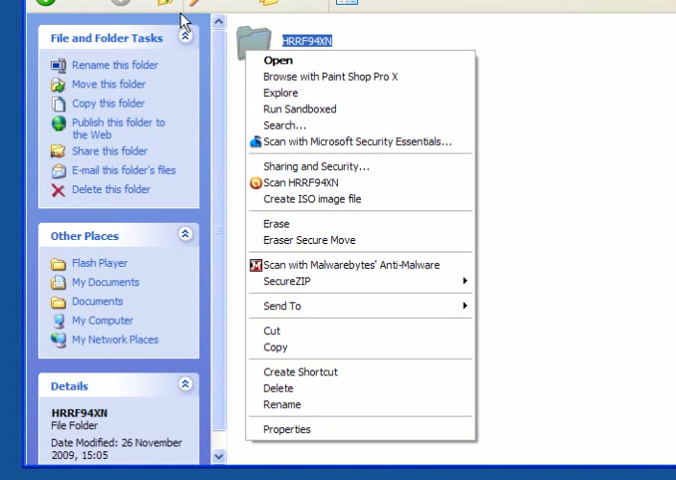 File and Folder Tasks
Rename this folder
Move this folder
Copy this folder
Publish this folder to
the Web
Share this folder
E-mail this folder's files
Delete this folder
Other Places
Flash Player
My Documents
Documents
My Computer
My Network Places
Details
HRRF94XN
File Folder
Date Modified: 26 November
2009, 15:05
HRRF94XN
Open
Browse with Paint Shop Pro X
Explore
Run Sandboxed
Search...
Scan with Microsoft Security Essentials...
Sharing and Security...
Scan HRRF94XN
Create ISO image file
Erase
Eraser Secure Move
Scan with Malwarebytes' Anti-Malware
SecureZIP
Send To
Cut
Copy
Create Shortcut
Delete
Rename
Properties